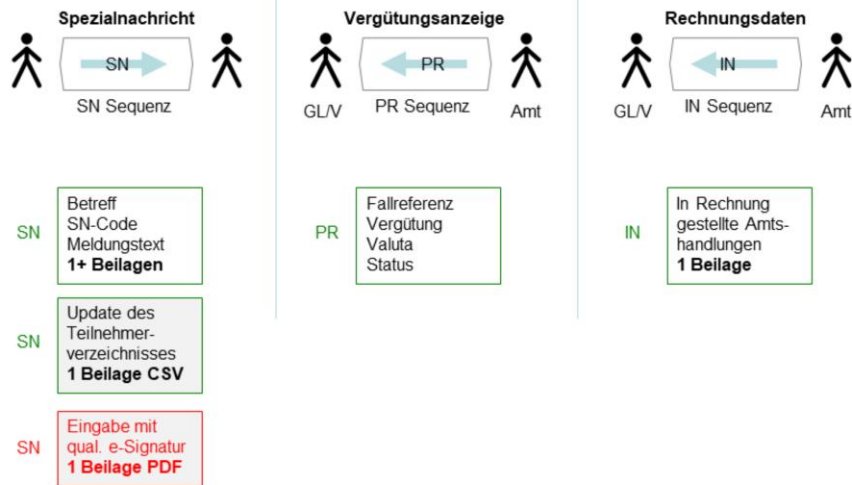 Spezialnachricht
SN
SN Sequenz
SN
Betreff
SN-Code
Meldungstext
1+ Beilagen
SN
Update des
Teilnehmer-
verzeichnisses
1 Beilage CSV
SN
Eingabe mit
qual. e-Signatur
1 Beilage PDF
Vergütungsanzeige
PR
GL/V
PR Sequenz
Amt
PR
Fallreferenz
Vergütung
Valuta
Status
Rechnungsdaten
IN
GL/V
IN Sequenz
Amt
IN
In Rechnung
gestellte Amts-
handlungen
1 Beilage